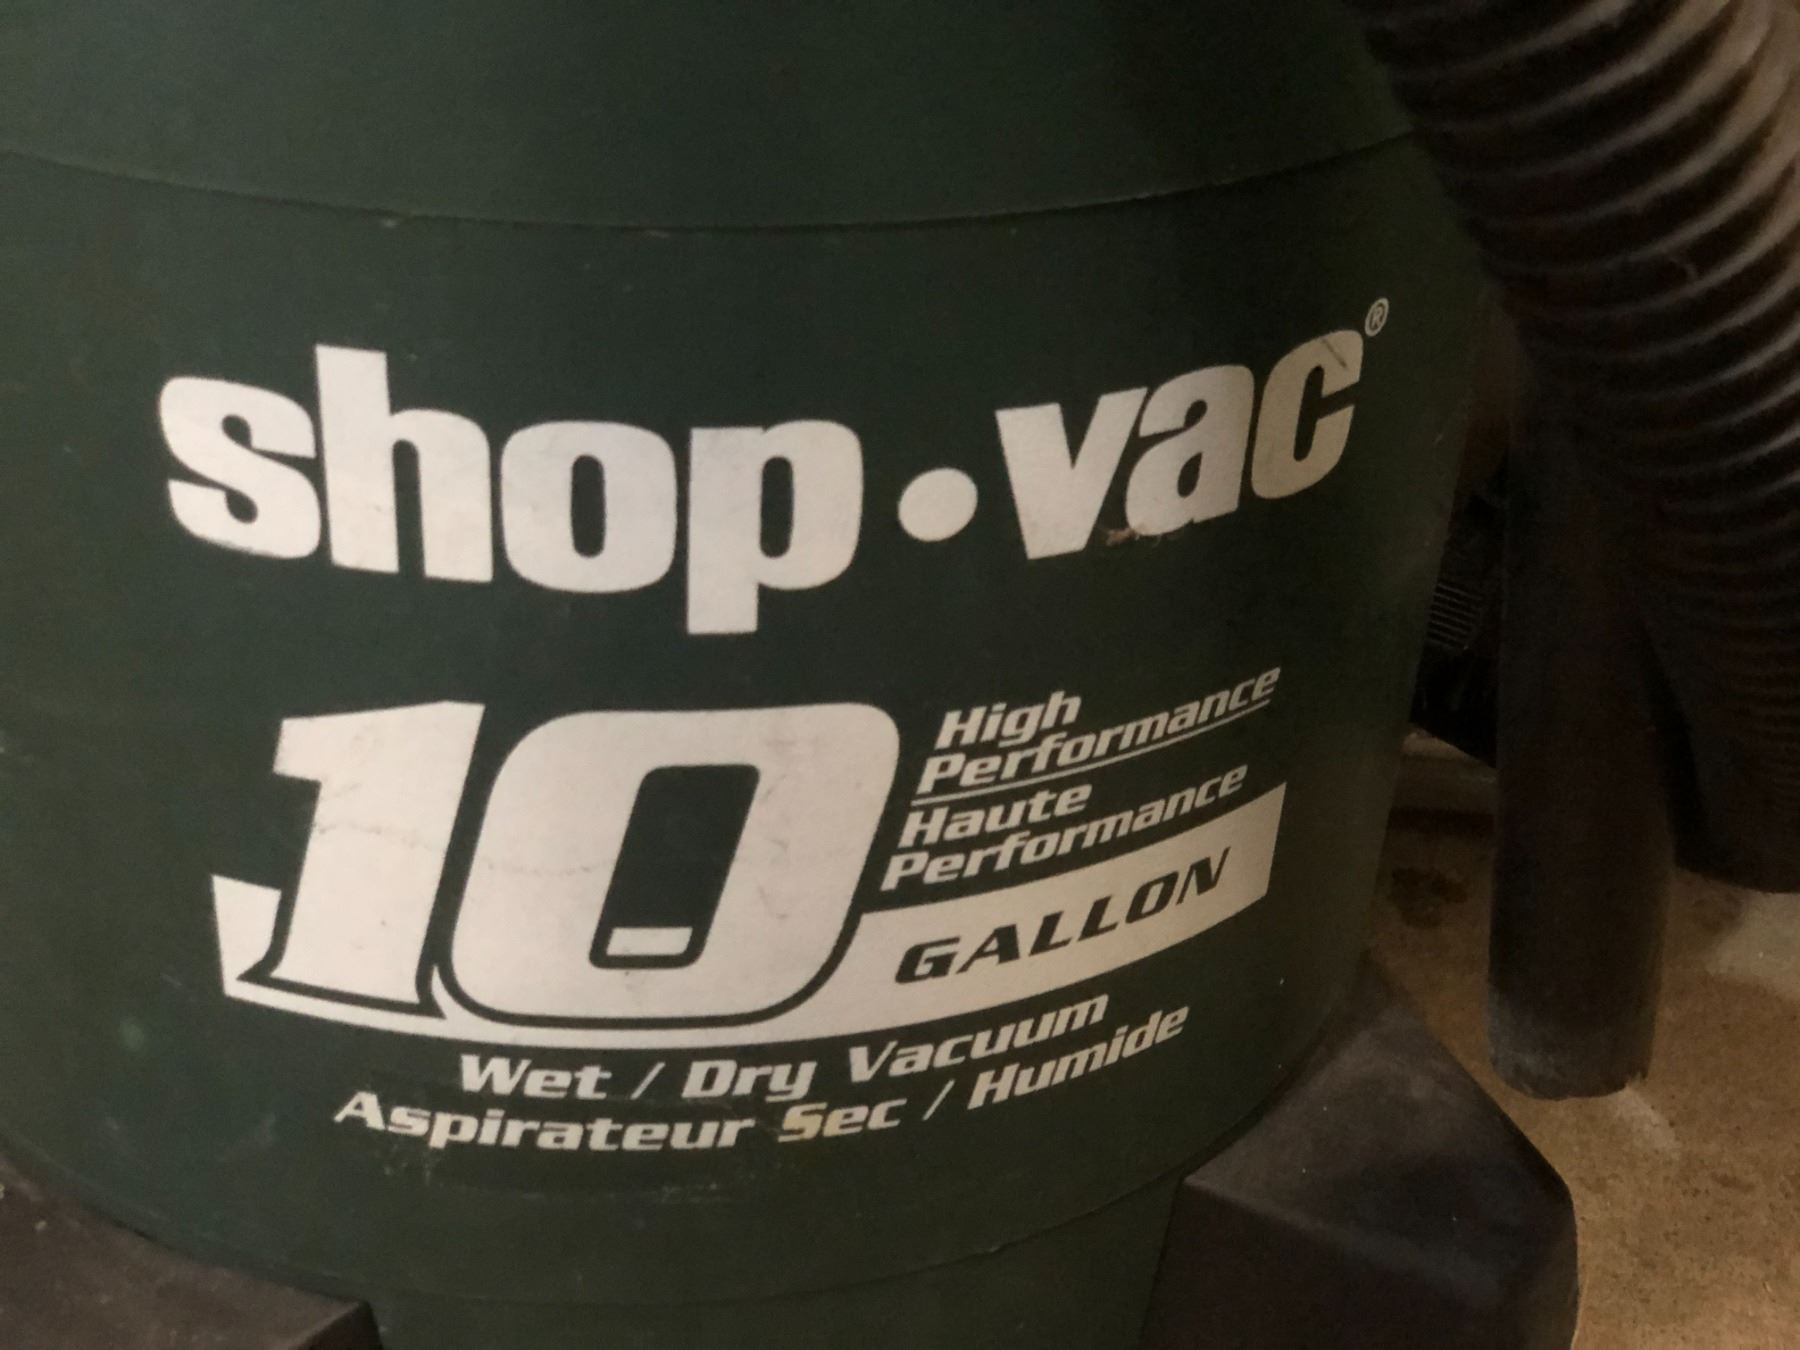 shop·vac®
10
High
Performance
Haute
Performance
GALLON
Wet / Dry Vacuum
Aspirateur Sec / Humide